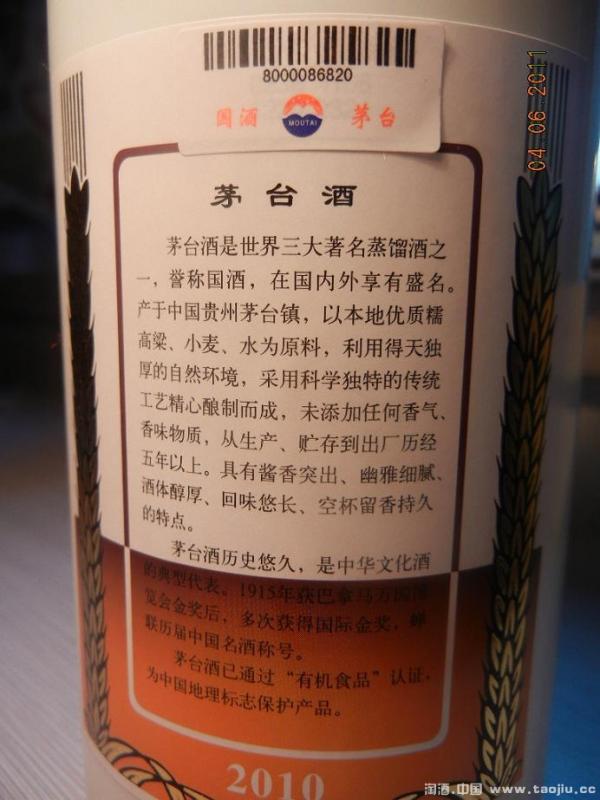 8000086820
国酒 MOUTAI 茅台
04 06 2011
茅台酒
茅台酒是世界三大著名蒸馏酒之
一，誉称国酒，在国内外享有盛名。
产于中国贵州茅台镇，以本地优质糯
高粱、小麦、水为原料，利用得天独
厚的自然环境，采用科学独特的传统
工艺精心酿制而成，未添加任何香气、
香味物质，从生产、贮存到出厂历经
五年以上。具有酱香突出、幽雅细腻、
酒体醇厚、回味悠长、空杯留香持久
的特点。
茅台酒历史悠久，是中华文化酒
的典型代表。1915年获巴拿马万国博
览会金奖后，多次获得国际金奖，蝉
联历届中国名酒称号。
茅台酒已通过“有机食品”认证，
为中国地理标志保护产品。
2010
淘酒.中国 www.taojiu.cc